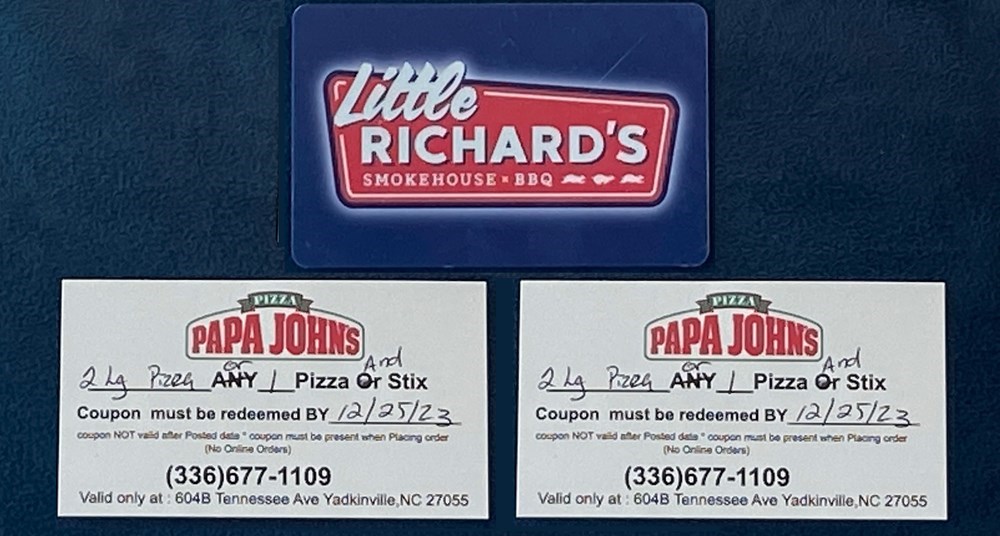 Little
RICHARD'S
SMOKEHOUSE BBQ
PIZZA
PAPA JOHN'S
or And
2 Lg Pizza ANY 1 Pizza Or Stix
Coupon must be redeemed BY 12/25/23
coupon NOT valid after Posted date * coupon must be present when Placing order
(No Online Orders)
(336)677-1109
Valid only at : 604B Tennessee Ave Yadkinville,NC 27055
PIZZA
PAPA JOHN'S
or And
2 Lg Pizza ANY 1 Pizza Or Stix
Coupon must be redeemed BY 12/25/23
coupon NOT valid after Posted date * coupon must be present when Placing order
(No Online Orders)
(336)677-1109
Valid only at : 604B Tennessee Ave Yadkinville,NC 27055